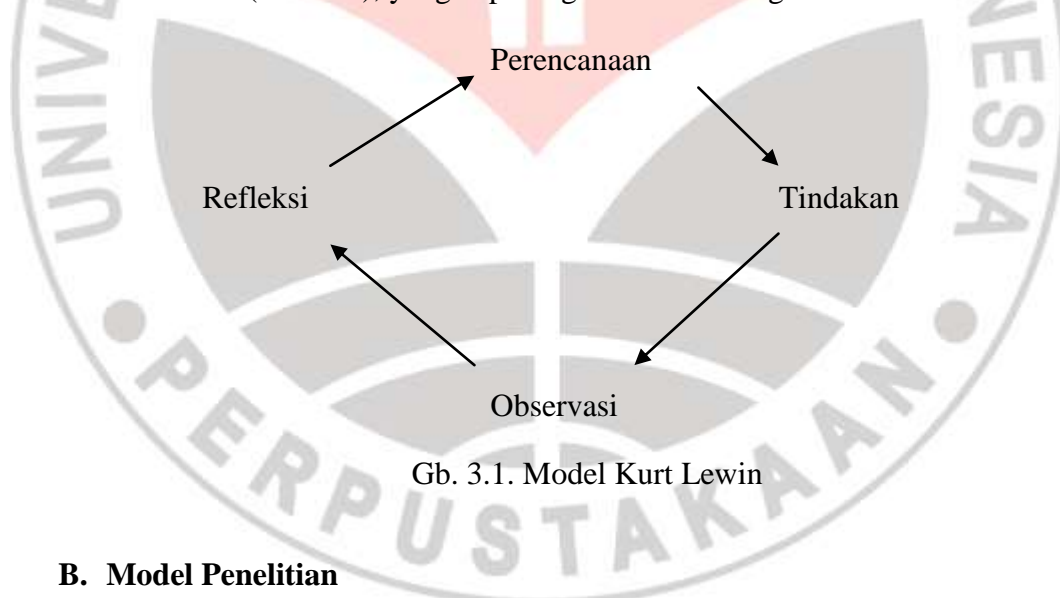 Perencanaan
Refleksi
Tindakan
Observasi
Gb. 3.1. Model Kurt Lewin
B. Model Penelitian
PERPUSTAKAAN